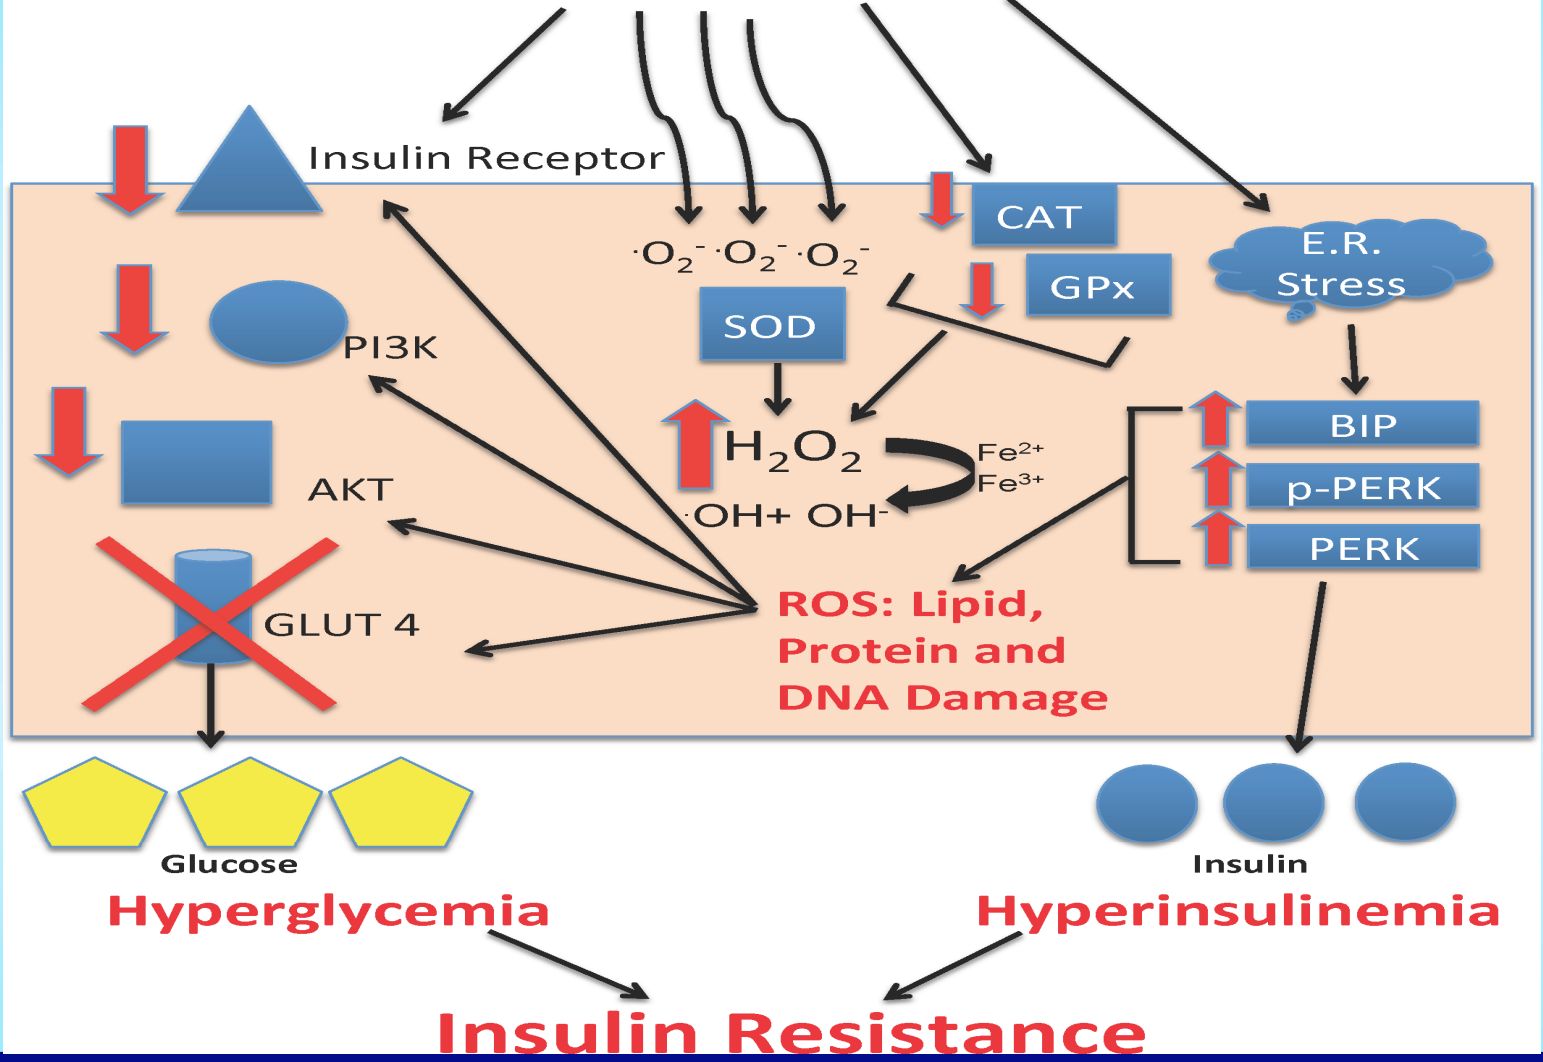 Insulin Receptor
·O₂⁻ ·O₂⁻ ·O₂⁻
CAT
GPx
E.R.
Stress
SOD
PI3K
H₂O₂
Fe²⁺
Fe³⁺
·OH+ OH⁻
AKT
BIP
p-PERK
PERK
GLUT 4
ROS: Lipid,
Protein and
DNA Damage
Glucose
Insulin
Hyperglycemia
Hyperinsulinemia
Insulin Resistance